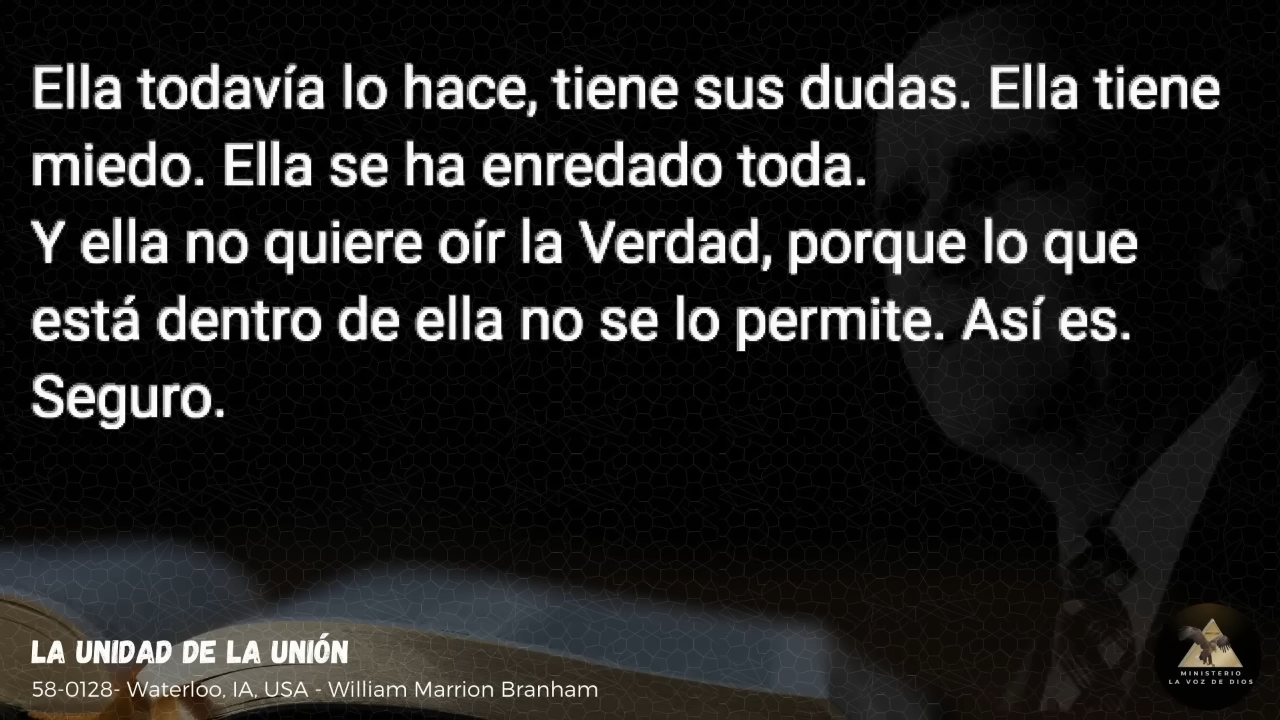 Ella todavía lo hace, tiene sus dudas. Ella tiene
miedo. Ella se ha enredado toda.
Y ella no quiere oír la Verdad, porque lo que
está dentro de ella no se lo permite. Así es.
Seguro.
LA UNIDAD DE LA UNIÓN
58-0128- Waterloo, IA, USA - William Marrion Branham
MINISTERIO
LA VOZ DE DIOS